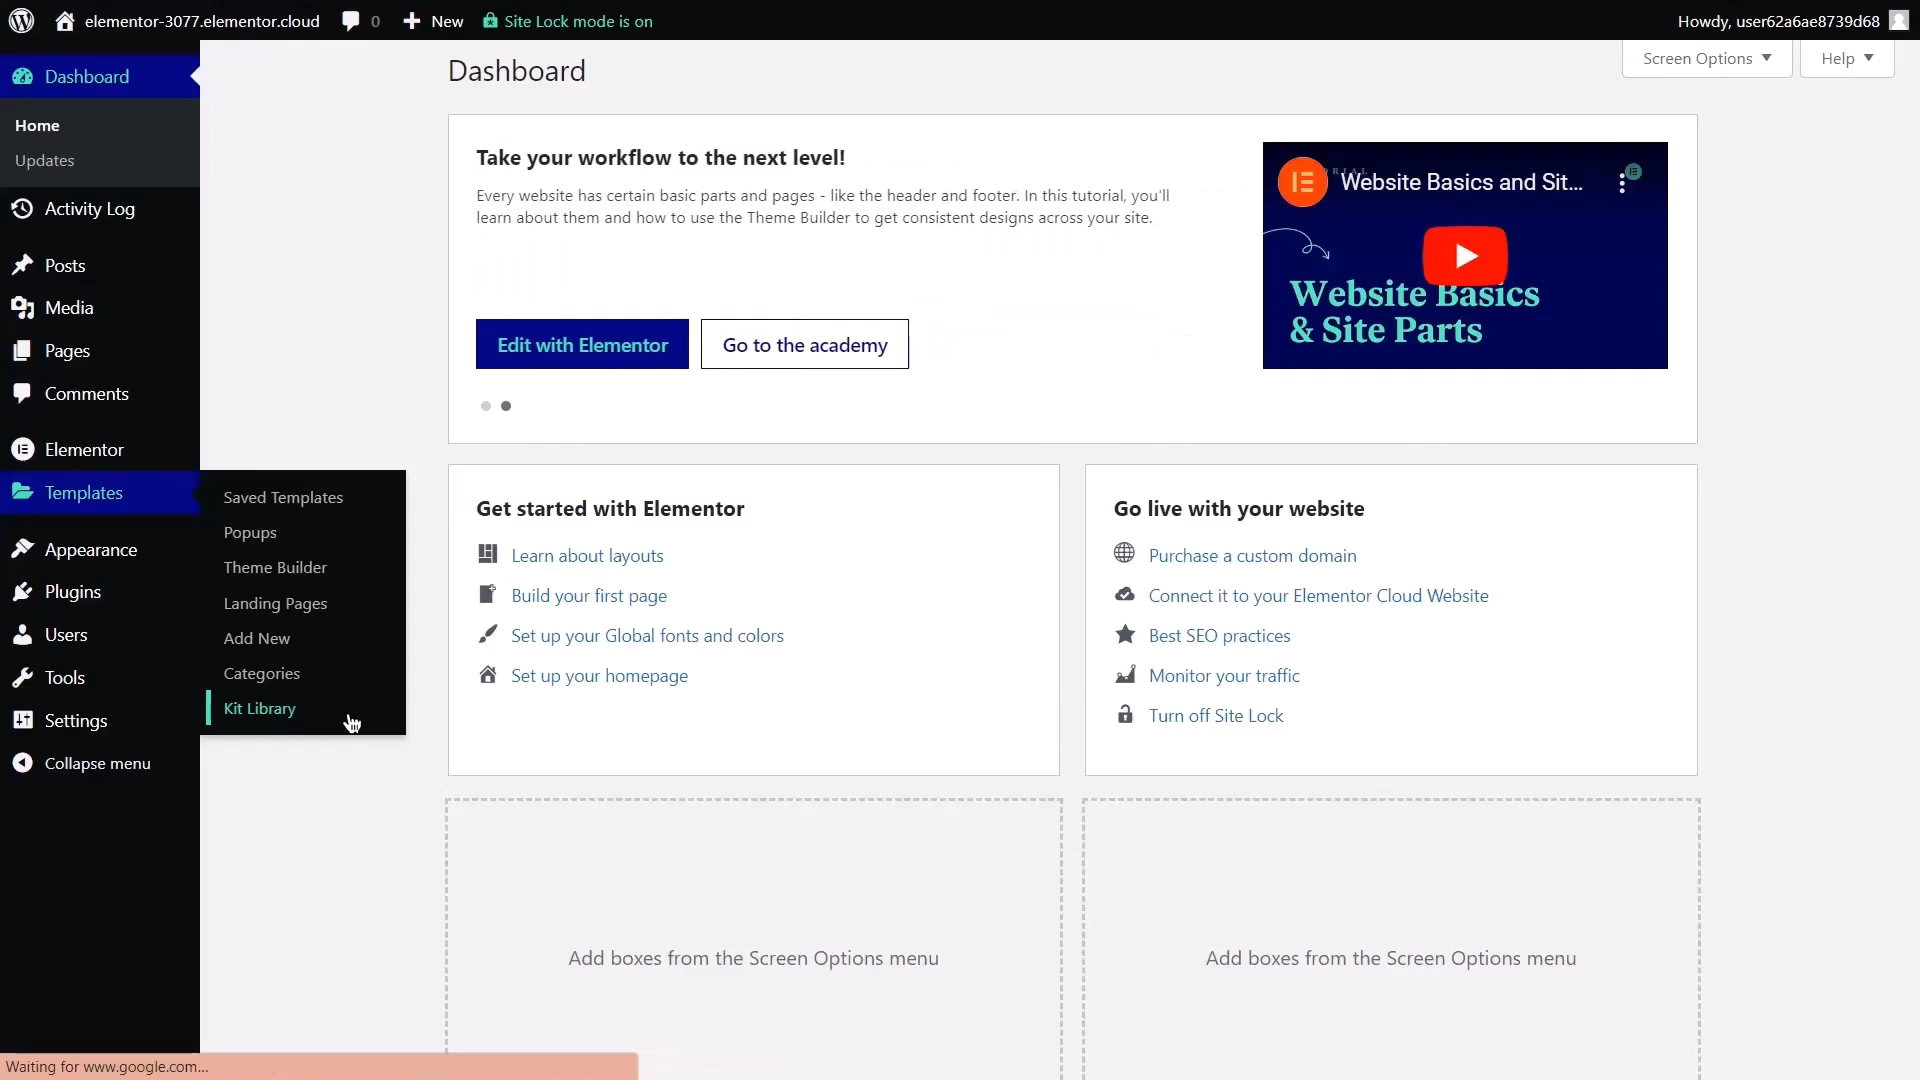 elementor-3077.elementor.cloud
0
New
Site Lock mode is on
Howdy, user62a6ae8739d68
Dashboard
Home
Updates
Activity Log
Posts
Media
Pages
Comments
Elementor
Templates
Appearance
Plugins
Users
Tools
Settings
Collapse menu
Saved Templates
Popups
Theme Builder
Landing Pages
Add New
Categories
Kit Library
Dashboard
Screen Options
Help
Take your workflow to the next level!
Every website has certain basic parts and pages - like the header and footer. In this tutorial, you'll
learn about them and how to use the Theme Builder to get consistent designs across your site.
Edit with Elementor
Go to the academy
Website Basics and Sit...
Website Basics
& Site Parts
Get started with Elementor
Learn about layouts
Build your first page
Set up your Global fonts and colors
Set up your homepage
Go live with your website
Purchase a custom domain
Connect it to your Elementor Cloud Website
Best SEO practices
Monitor your traffic
Turn off Site Lock
Add boxes from the Screen Options menu
Add boxes from the Screen Options menu
Waiting for www.google.com...